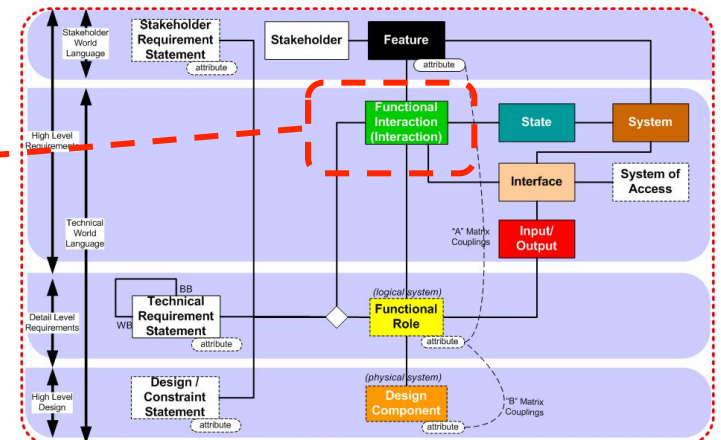 Stakeholder
World
Language
Stakeholder
Requirement
Statement
attribute
Stakeholder
Feature
attribute
High Level
Requirements
Technical
World
Language
Functional
Interaction
(Interaction)
State
System
Interface
System of
Access
"A" Matrix
Couplings
Input/
Output
Detail Level
Requirements
BB
WB
Technical
Requirement
Statement
attribute
(logical system)
Functional
Role
attribute
High Level
Design
Design /
Constraint
Statement
attribute
(physical system)
Design
Component
attribute
"B" Matrix
Couplings